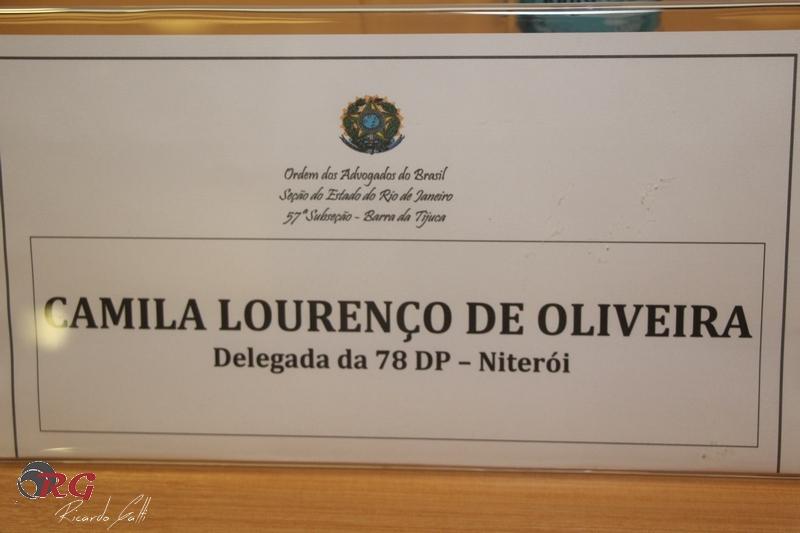 Ordem dos Advogados do Brasil
Seção do Estado do Rio de Janeiro
57ª Subseção - Barra da Tijuca
CAMILA LOURENÇO DE OLIVEIRA
Delegada da 78 DP – Niterói
RG
Ricardo Galti